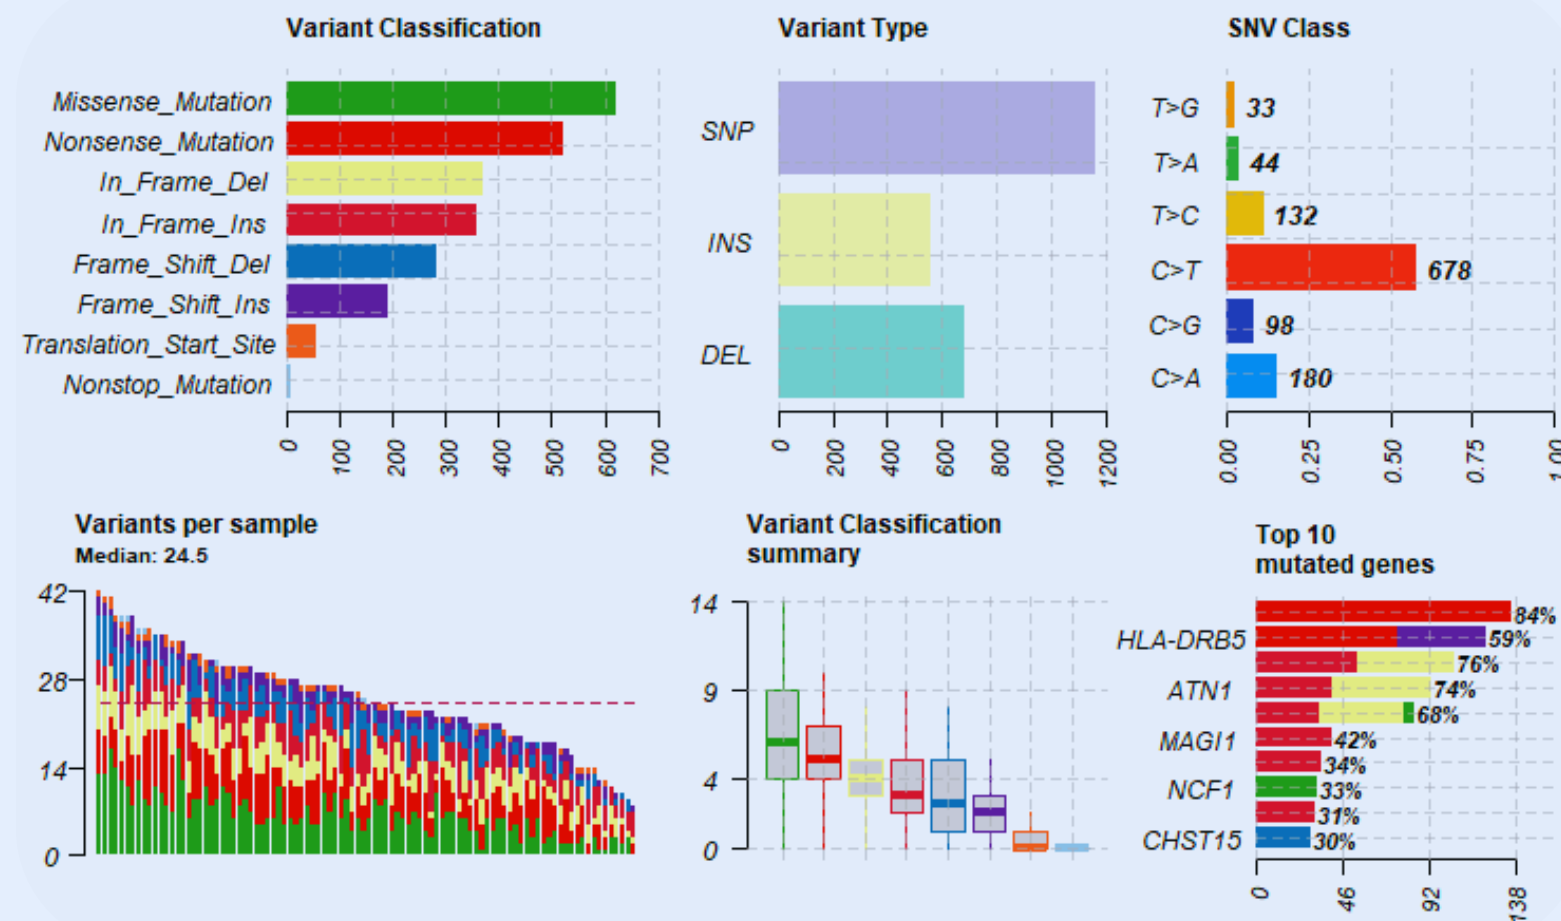 Variant Classification
Missense_Mutation
Nonsense_Mutation
In_Frame_Del
In_Frame_Ins
Frame_Shift_Del
Frame_Shift_Ins
Translation_Start_Site
Nonstop_Mutation
0 100 200 300 400 500 600 700
Variant Type
SNP
INS
DEL
0 200 400 600 800 1000 1200
SNV Class
T>G 33
T>A 44
T>C 132
C>T 678
C>G 98
C>A 180
0.00 0.25 0.50 0.75 1.00
Variants per sample
Median: 24.5
42
28
14
0
Variant Classification
summary
14
9
4
0
Top 10
mutated genes
84%
HLA-DRB5 59%
76%
ATN1 74%
68%
MAGI1 42%
34%
NCF1 33%
31%
CHST15 30%
0 46 92 138